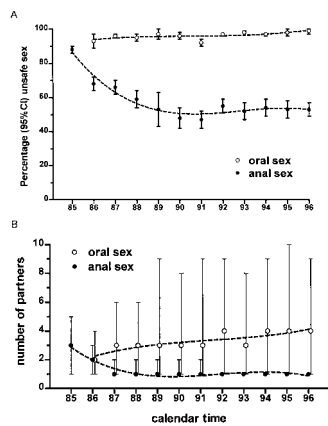 A
Percentage (95% CI) unsafe sex
100
80
60
40
20
0
oral sex
anal sex
85 86 87 88 89 90 91 92 93 94 95 96
B
number of partners
10
8
6
4
2
0
oral sex
anal sex
85 86 87 88 89 90 91 92 93 94 95 96
calendar time